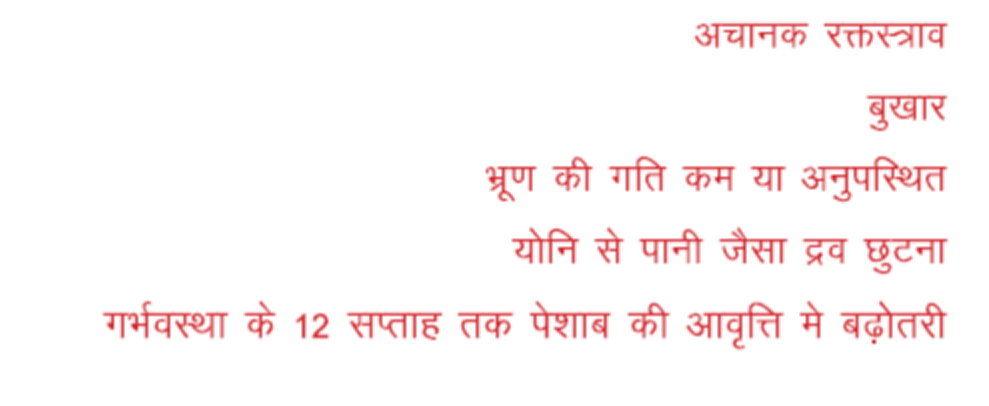 अचानक रक्तस्त्राव
बुखार
भ्रूण की गति कम या अनुपस्थित
योनि से पानी जैसा द्रव छुटना
गर्भवस्था के 12 सप्ताह तक पेशाब की आवृत्ति मे बढ़ोतरी